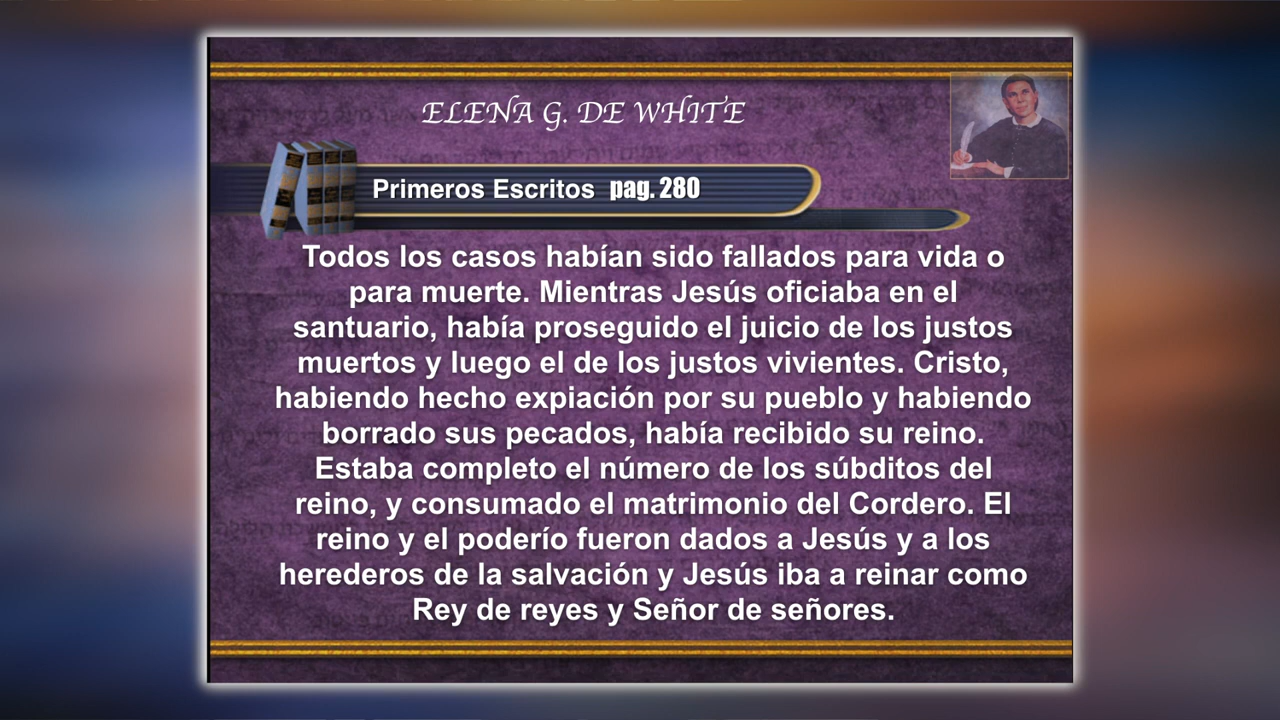 ELENA G. DE WHITE
Primeros Escritos pag. 280
Todos los casos habían sido fallados para vida o
para muerte. Mientras Jesús oficiaba en el
santuario, había proseguido el juicio de los justos
muertos y luego el de los justos vivientes. Cristo,
habiendo hecho expiación por su pueblo y habiendo
borrado sus pecados, había recibido su reino.
Estaba completo el número de los súbditos del
reino, y consumado el matrimonio del Cordero. El
reino y el poderío fueron dados a Jesús y a los
herederos de la salvación y Jesús iba a reinar como
Rey de reyes y Señor de señores.